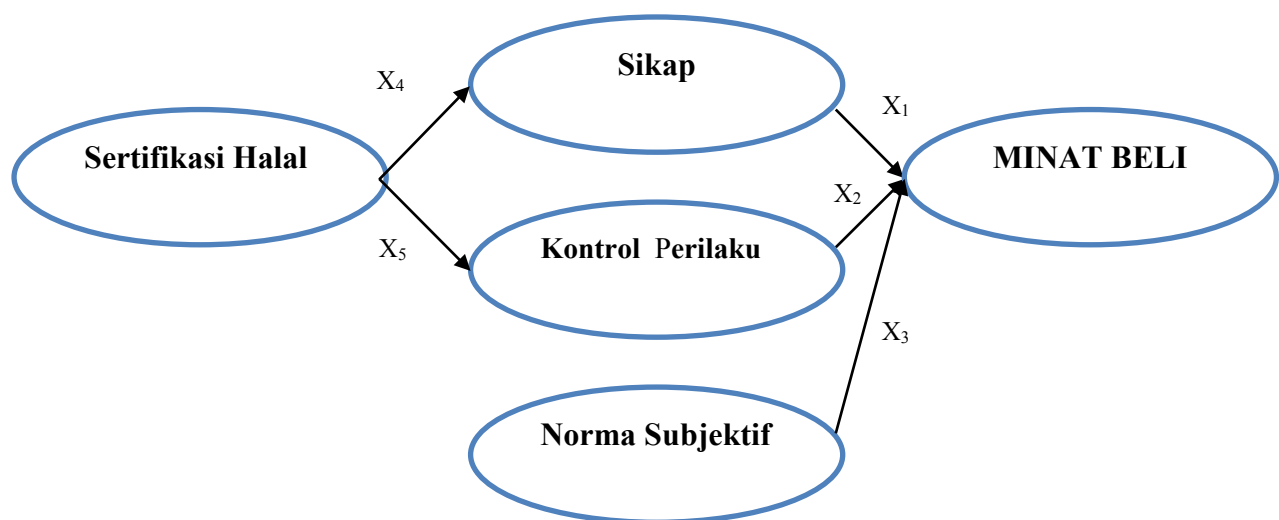 Sikap
X₄
X₁
Sertifikasi Halal
MINAT BELI
X₂
X₅
Kontrol Perilaku
X₃
Norma Subjektif